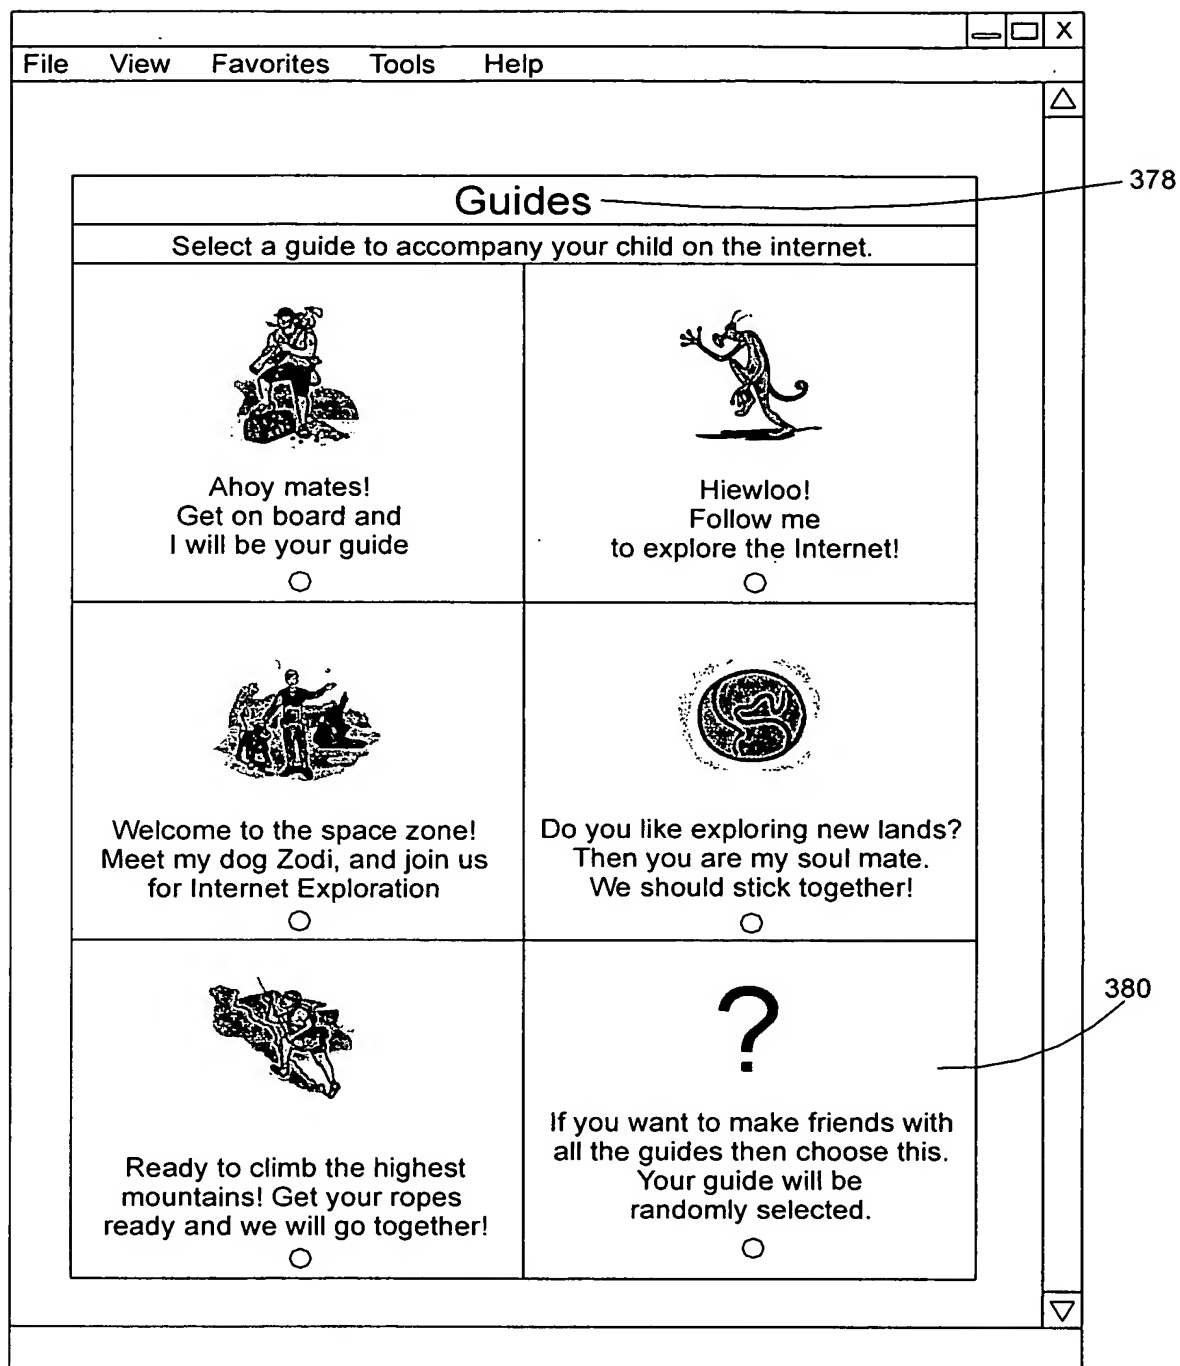 X
File View Favorites Tools Help
378
Guides
Select a guide to accompany your child on the internet.
Ahoy mates!
Get on board and
I will be your guide
Hiewloo!
Follow me
to explore the Internet!
Welcome to the space zone!
Meet my dog Zodi, and join us
for Internet Exploration
Do you like exploring new lands?
Then you are my soul mate.
We should stick together!
Ready to climb the highest
mountains! Get your ropes
ready and we will go together!
380
?
If you want to make friends with
all the guides then choose this.
Your guide will be
randomly selected.